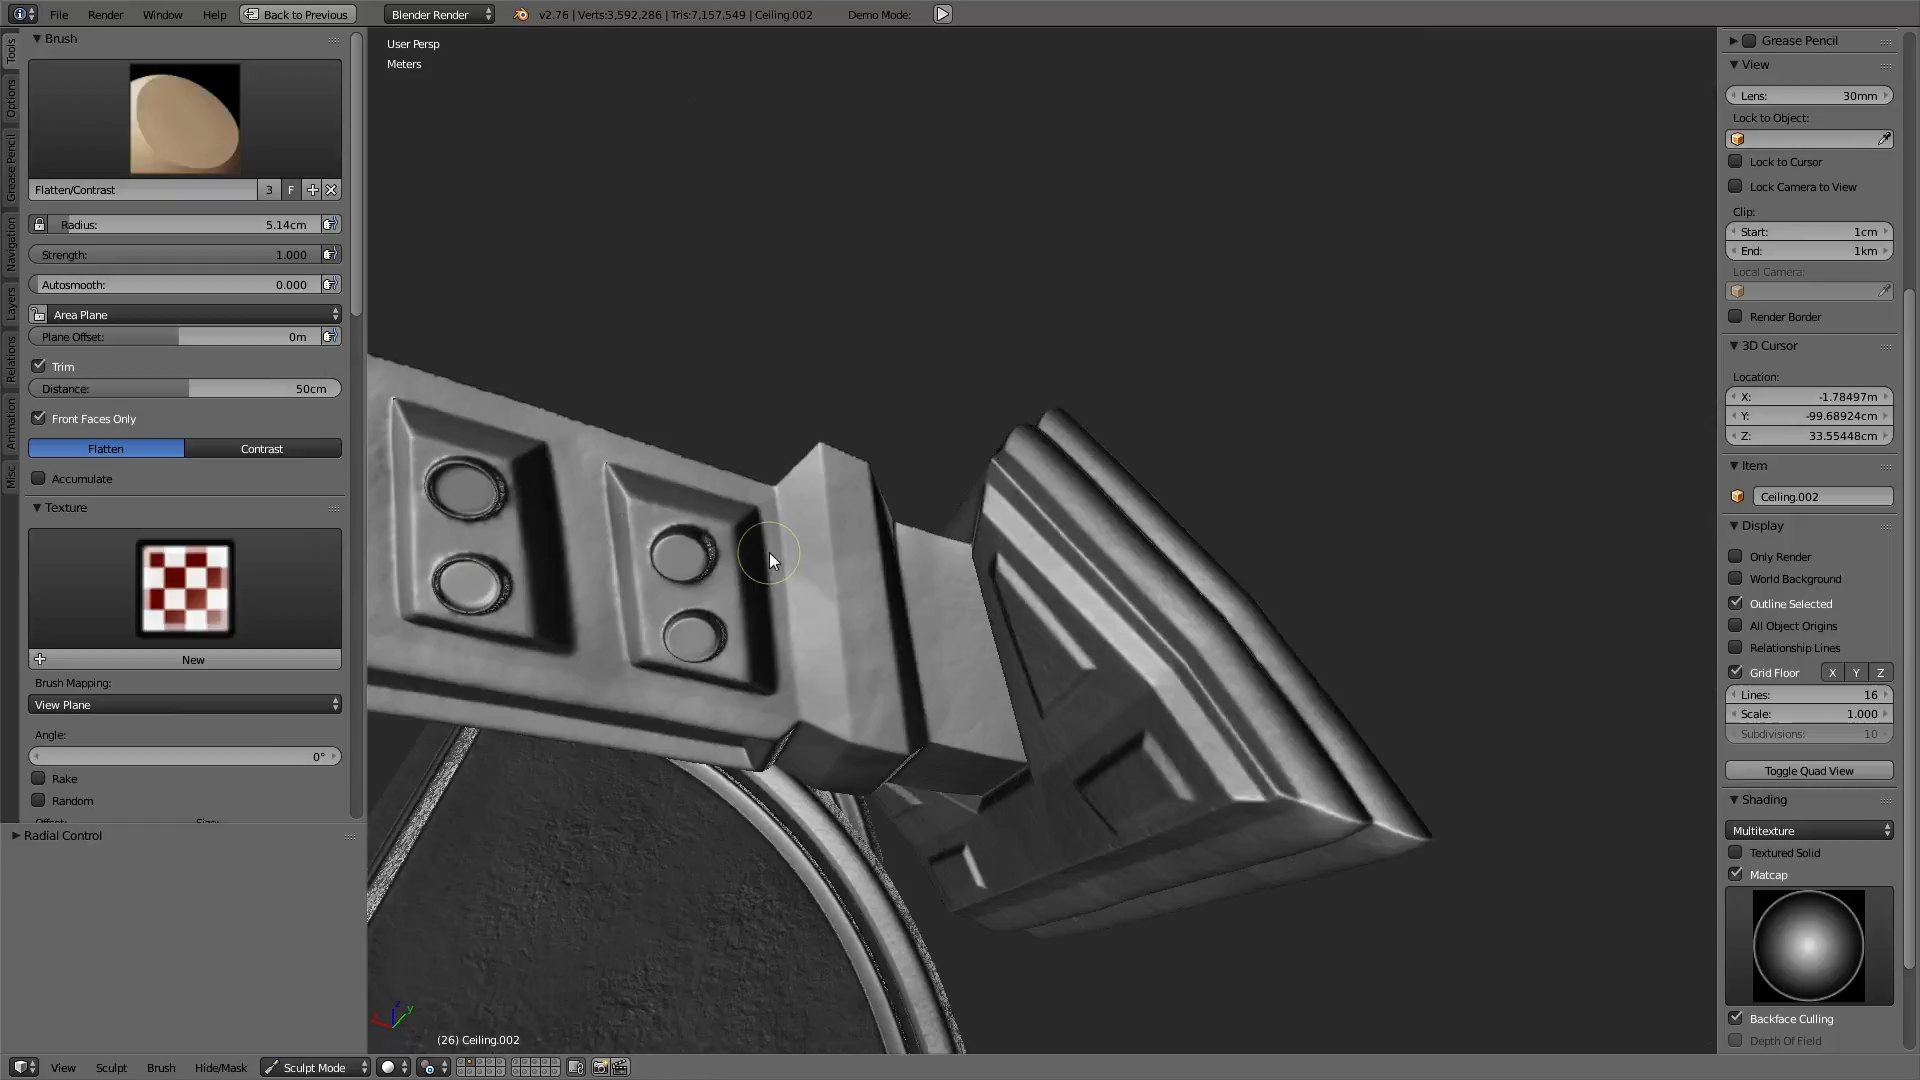 File Render Window Help Back to Previous Blender Render v2.76 | Verts:3,592,286 | Tris:7,157,549 | Ceiling.002 Demo Mode:
Tools
Options
Grease Pencil
Navigation
Layers
Relations
Animation
Misc
Brush
Flatten/Contrast 3 F
Radius: 5.14cm
Strength: 1.000
Autosmooth: 0.000
Area Plane
Plane Offset: 0m
Trim
Distance: 50cm
Front Faces Only
Flatten Contrast
Accumulate
Texture
New
Brush Mapping:
View Plane
Angle:
0°
Rake
Random
Offset: Size:
Radial Control
User Persp
Meters
z
y
(26) Ceiling.002
View Sculpt Brush Hide/Mask Sculpt Mode
Grease Pencil
View
Lens: 30mm
Lock to Object:
Lock to Cursor
Lock Camera to View
Clip:
Start: 1cm
End: 1km
Local Camera:
Render Border
3D Cursor
Location:
X: -1.78497m
Y: -99.68924cm
Z: 33.55448cm
Item
Ceiling.002
Display
Only Render
World Background
Outline Selected
All Object Origins
Relationship Lines
Grid Floor X Y Z
Lines: 16
Scale: 1.000
Subdivisions: 10
Toggle Quad View
Shading
Multitexture
Textured Solid
Matcap
Backface Culling
Depth Of Field